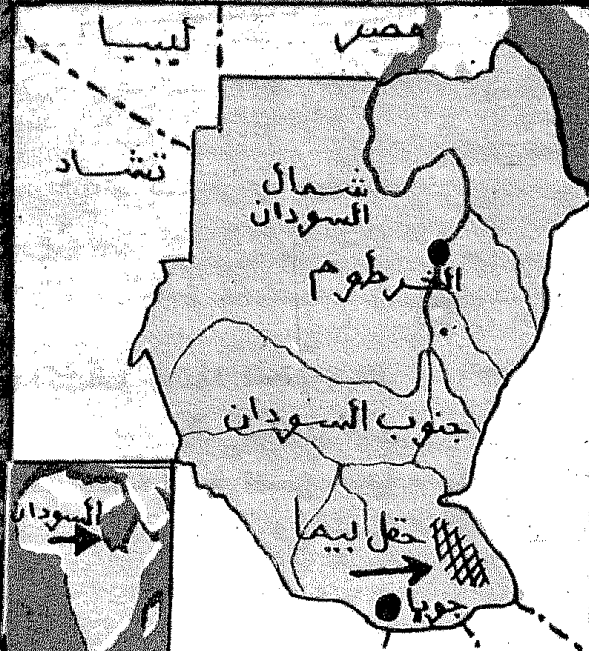 ليبيا
مصر
تشاد
شمال
السودان
الخرطوم
جنوب السودان
السودان
حقل ليما
جوبا